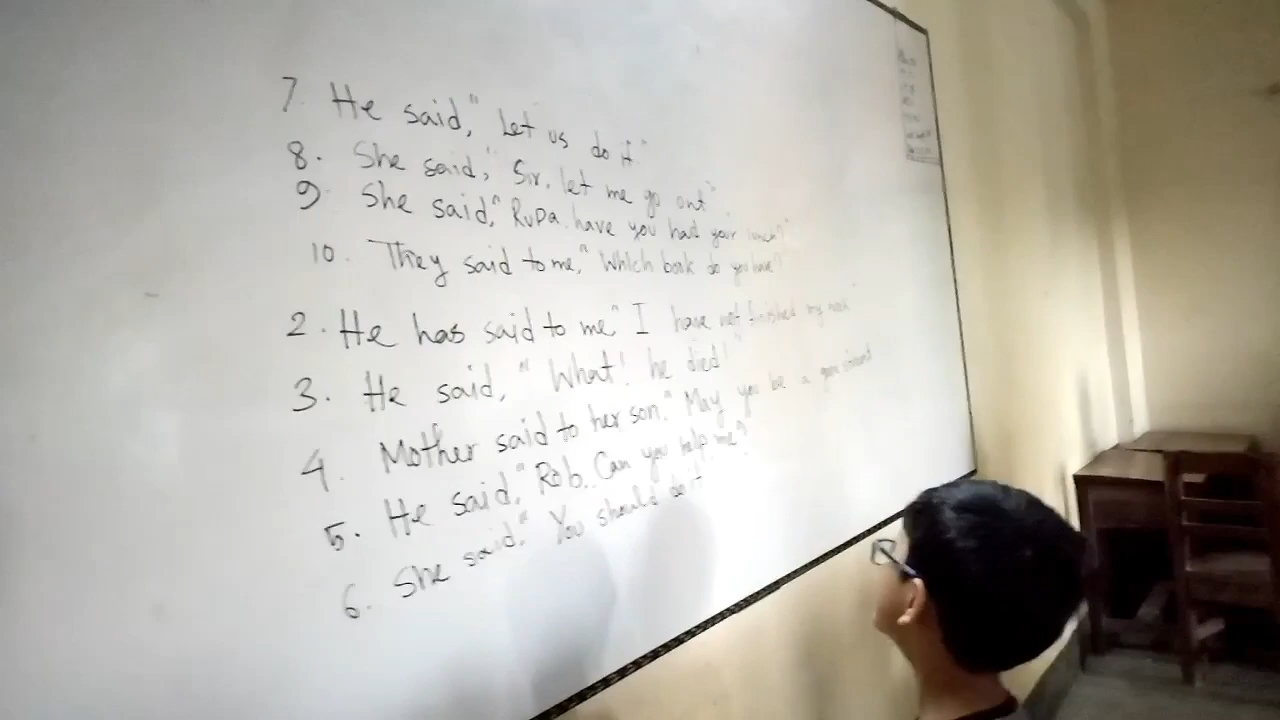 7. He said, "Let us do it"
8. She said, "Sir, let me go out"
9. She said, "Rupa, have you had your lunch?"
10. They said to me, "Which book do you have?"
2. He has said to me "I have not finished my work"
3. He said, "What! he died!"
4. Mother said to her son, "May you be a
5. He said, "Rob, Can you help me?"
6. She said, "You should do it"